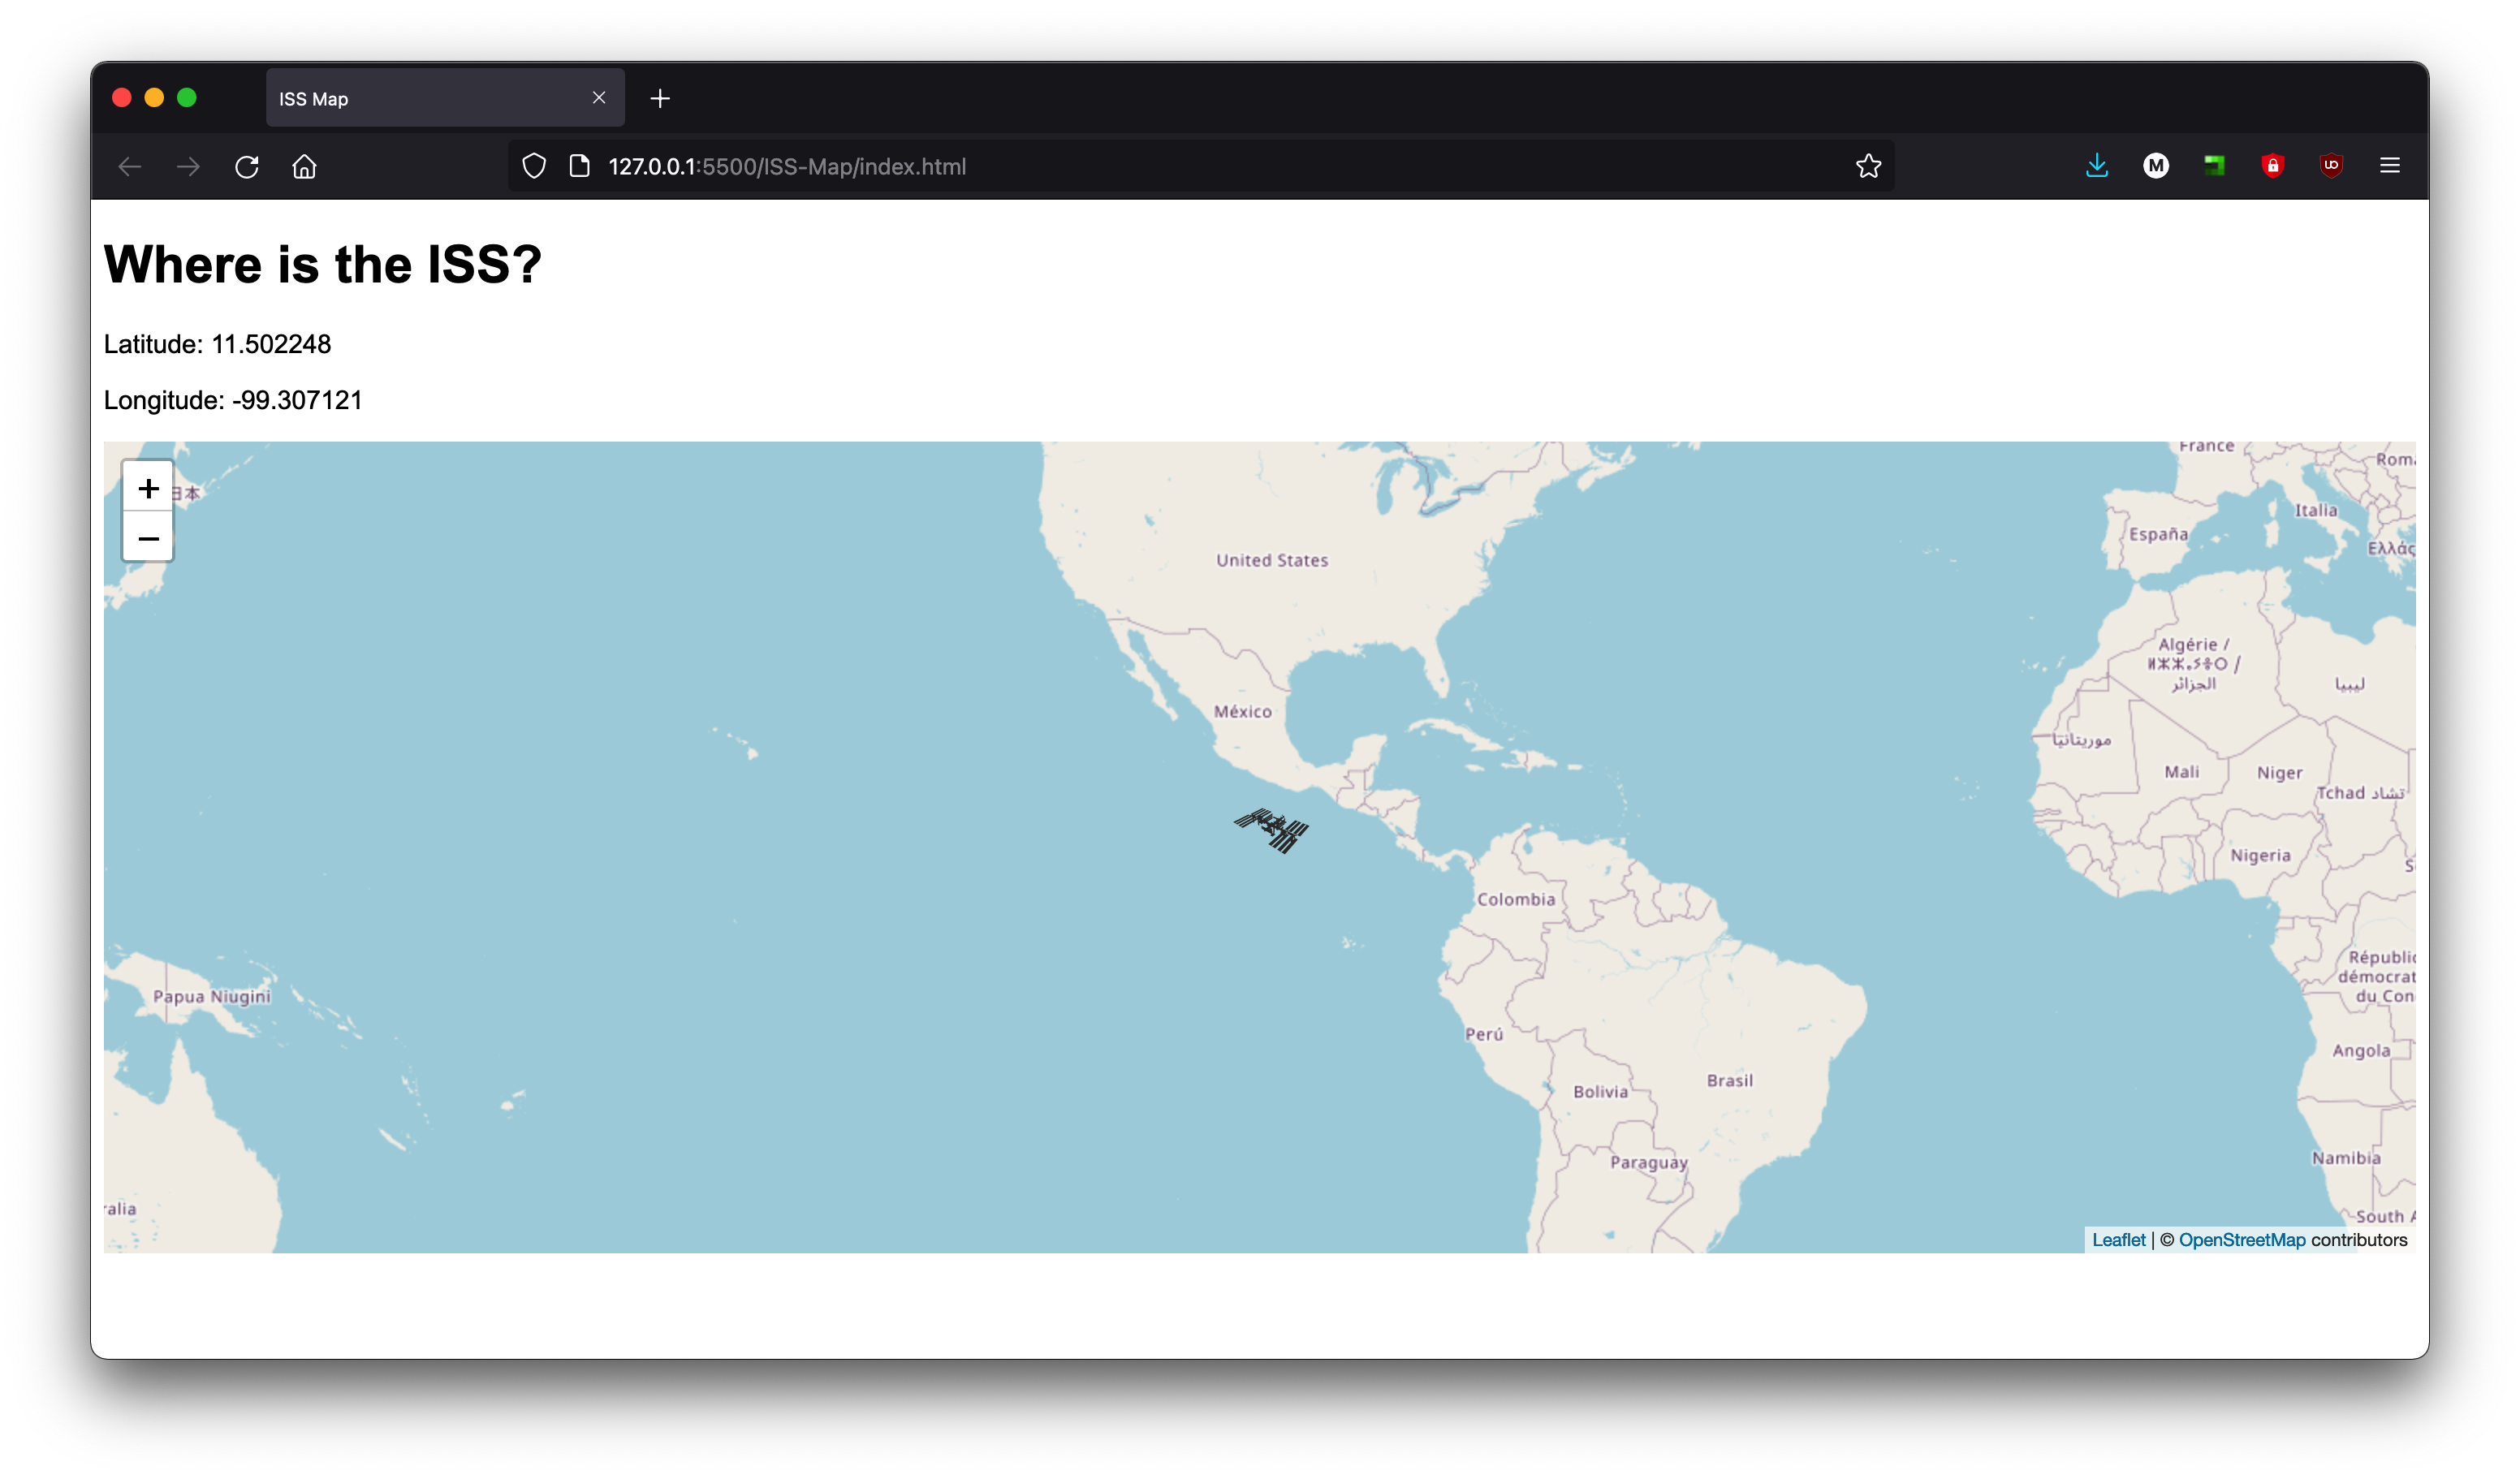 ISS Map
127.0.0.1:5500/ISS-Map/index.html
Where is the ISS?
Latitude: 11.502248
Longitude: -99.307121
+
日本
−
France
Rom
Italia
España
Ελλάς
United States
Algérie /
ⵍⵣⵣⴰⵢⴻⵔ /
الجزائر
ليبيا
México
موريتانيا
Mali
Niger
Tchad تشاد
Nigeria
S
Colombia
Républic
démocrat
du Con
Papua Niugini
Perú
Angola
Bolivia
Brasil
Paraguay
Namibia
ralia
South A
Leaflet | © OpenStreetMap contributors